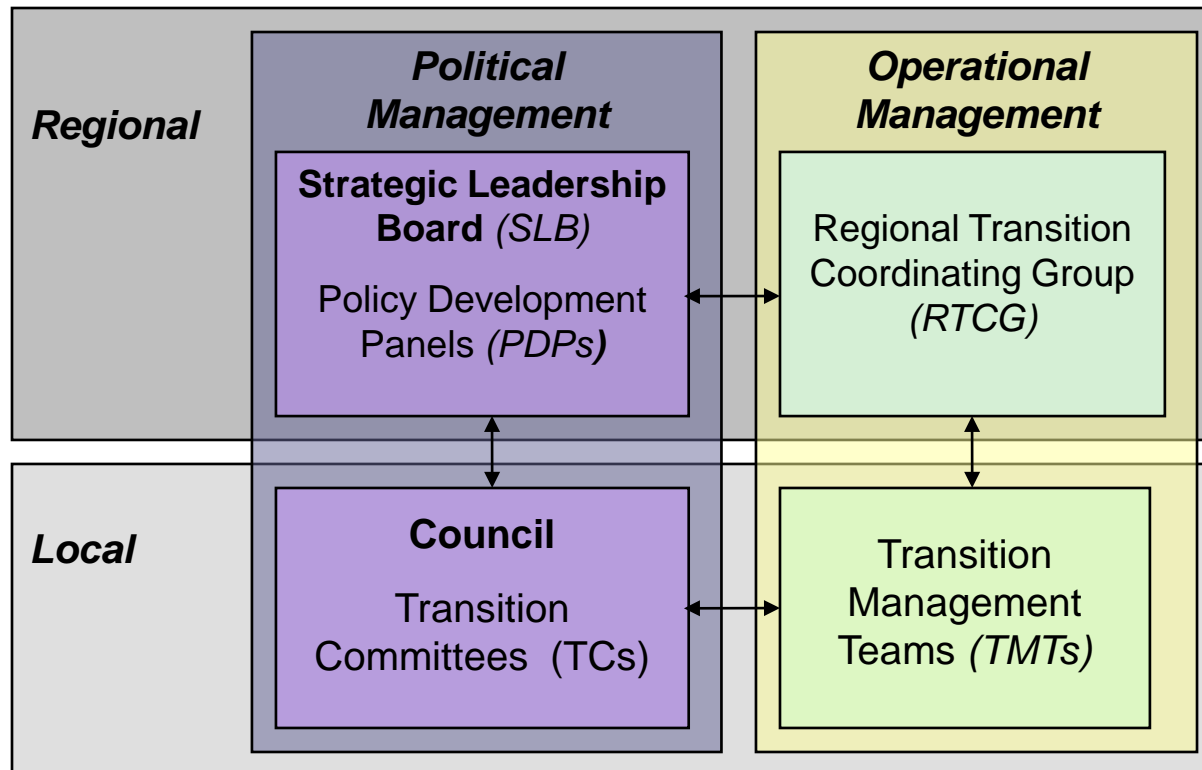 Regional
Political
Management
Strategic Leadership
Board (SLB)
Policy Development
Panels (PDPs)
Operational
Management
Regional Transition
Coordinating Group
(RTCG)
Local
Council
Transition
Committees (TCs)
Transition
Management
Teams (TMTs)